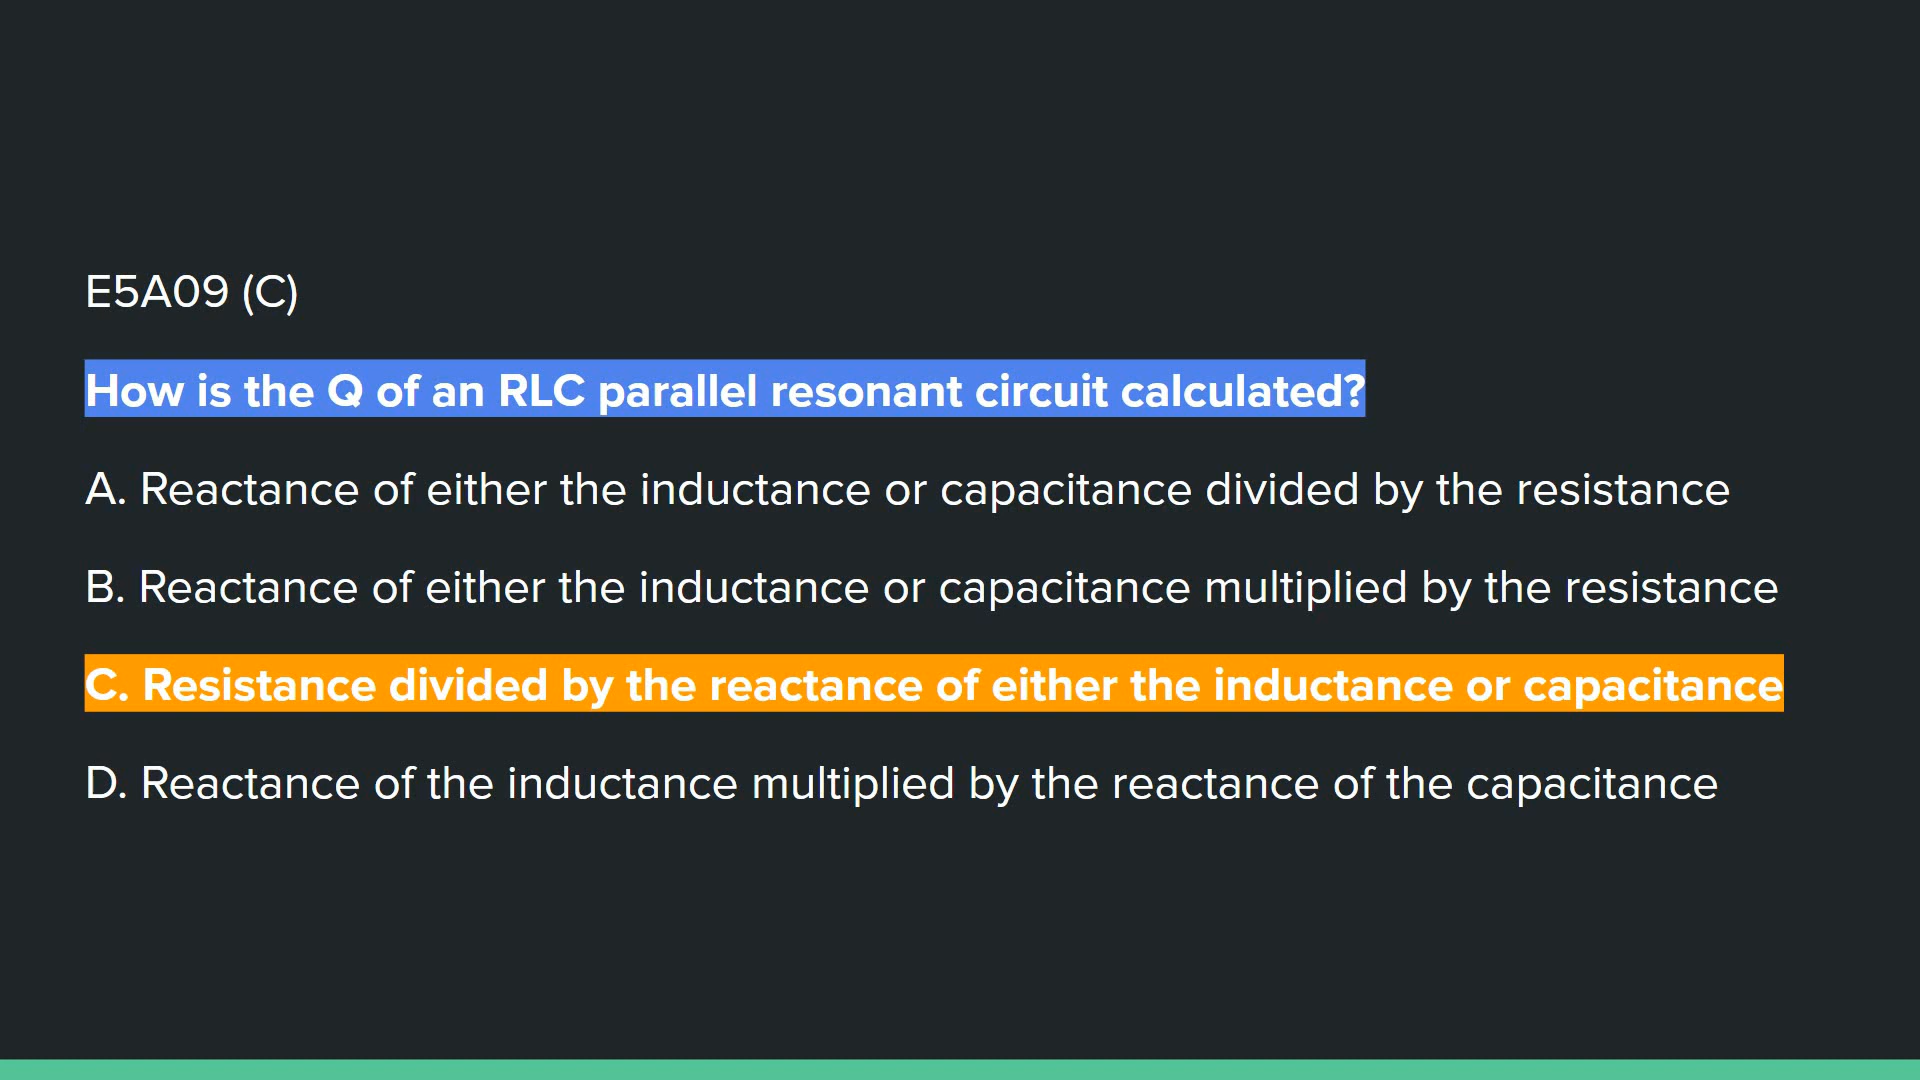 E5A09 (C)
How is the Q of an RLC parallel resonant circuit calculated?
A. Reactance of either the inductance or capacitance divided by the resistance
B. Reactance of either the inductance or capacitance multiplied by the resistance
C. Resistance divided by the reactance of either the inductance or capacitance
D. Reactance of the inductance multiplied by the reactance of the capacitance